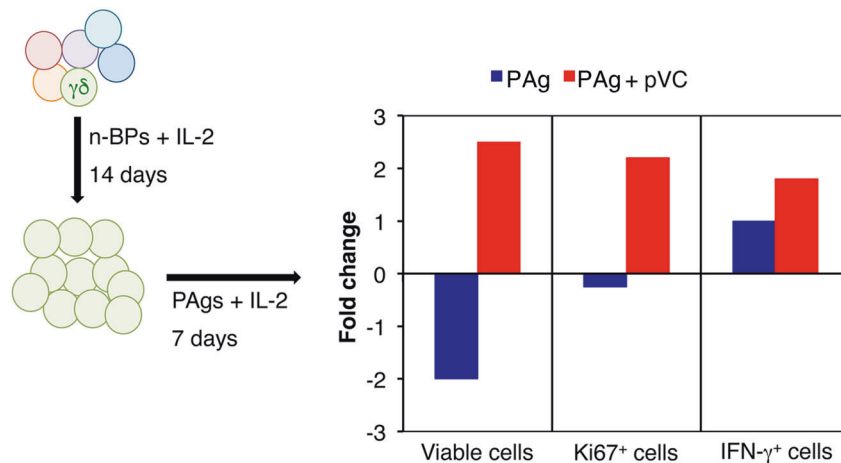 γδ
n-BPs + IL-2
14 days
PAgs + IL-2
7 days
PAg PAg + pVC
Fold change
3
2
1
0
-1
-2
-3
Viable cells Ki67⁺ cells IFN-γ⁺ cells